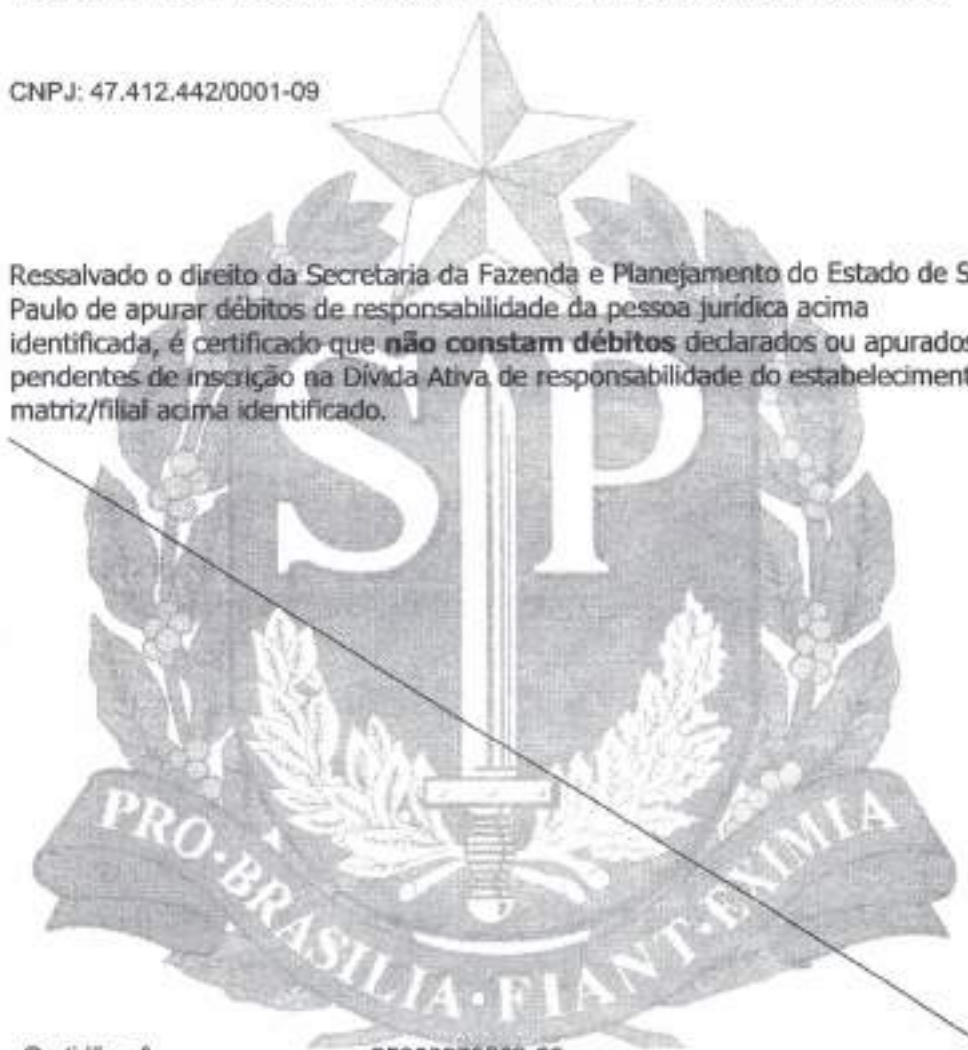 CNPJ: 47.412.442/0001-09
Ressalvado o direito da Secretaria da Fazenda e Planejamento do Estado de S
Paulo de apurar débitos de responsabilidade da pessoa jurídica acima
identificada, é certificado que não constam débitos declarados ou apurados
pendentes de inscrição na Dívida Ativa de responsabilidade do estabeleciment
matriz/filial acima identificado.
SP
PRO·BRASILIA·FIANT·EXIMIA